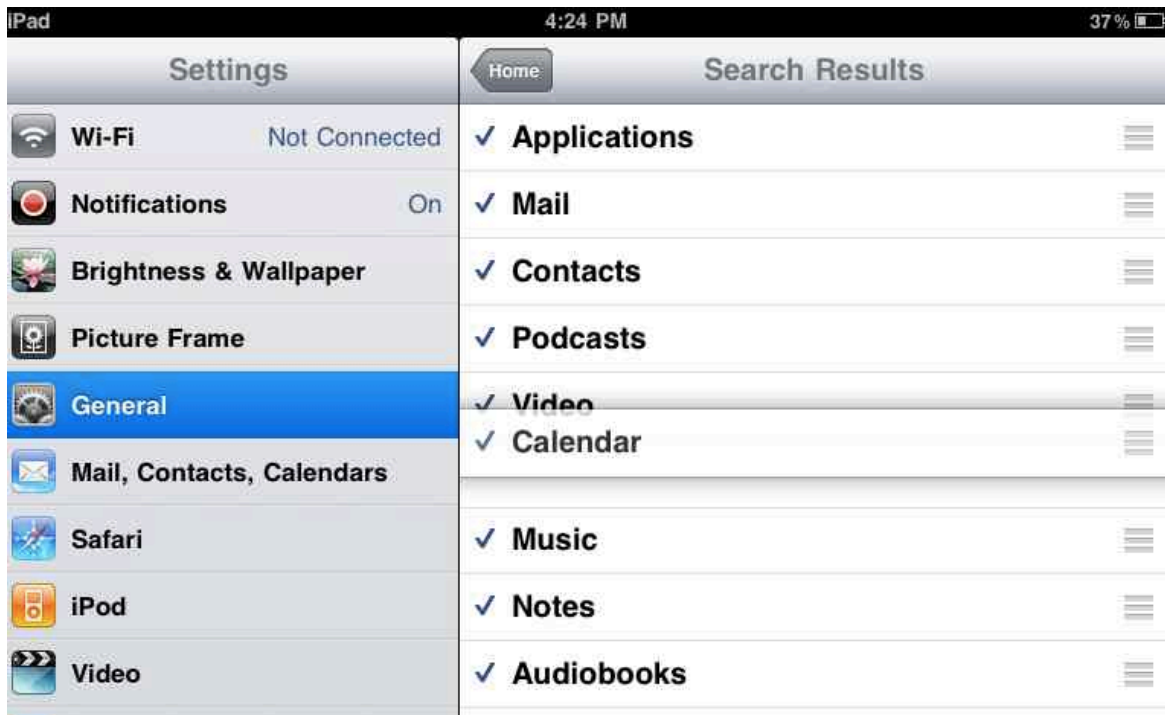 iPad 4:24 PM 37%
Settings
Wi-Fi Not Connected
Notifications On
Brightness & Wallpaper
Picture Frame
General
Mail, Contacts, Calendars
Safari
iPod
Video
Home Search Results
Applications
Mail
Contacts
Podcasts
Video
Calendar
Music
Notes
Audiobooks